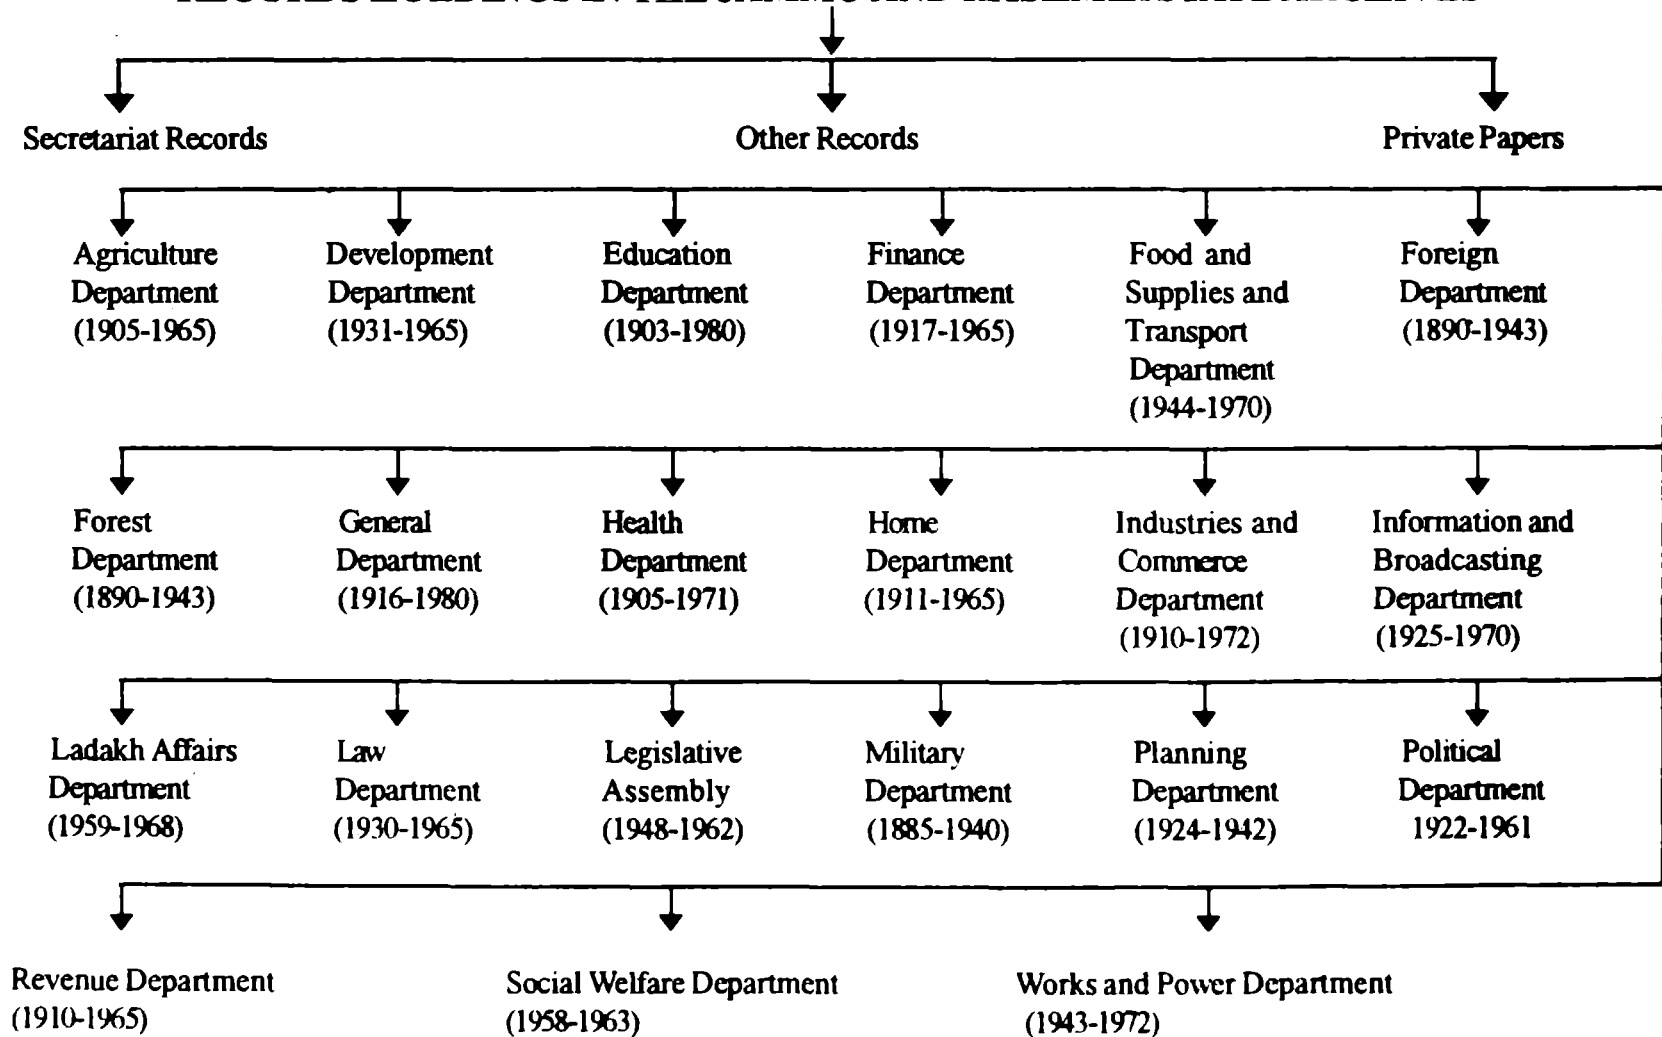 Secretariat Records
Other Records
Private Papers
Agriculture
Department
(1905-1965)
Development
Department
(1931-1965)
Education
Department
(1903-1980)
Finance
Department
(1917-1965)
Food and
Supplies and
Transport
Department
(1944-1970)
Foreign
Department
(1890-1943)
Forest
Department
(1890-1943)
General
Department
(1916-1980)
Health
Department
(1905-1971)
Home
Department
(1911-1965)
Industries and
Commerce
Department
(1910-1972)
Information and
Broadcasting
Department
(1925-1970)
Ladakh Affairs
Department
(1959-1968)
Law
Department
(1930-1965)
Legislative
Assembly
(1948-1962)
Military
Department
(1885-1940)
Planning
Department
(1924-1942)
Political
Department
1922-1961
Revenue Department
(1910-1965)
Social Welfare Department
(1958-1963)
Works and Power Department
(1943-1972)